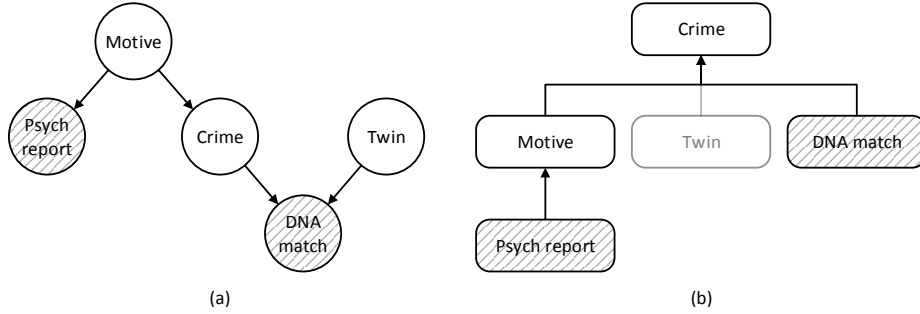 Motive
Psych
report
Crime
Twin
DNA
match
(a)
Crime
Motive
Twin
DNA match
Psych report
(b)